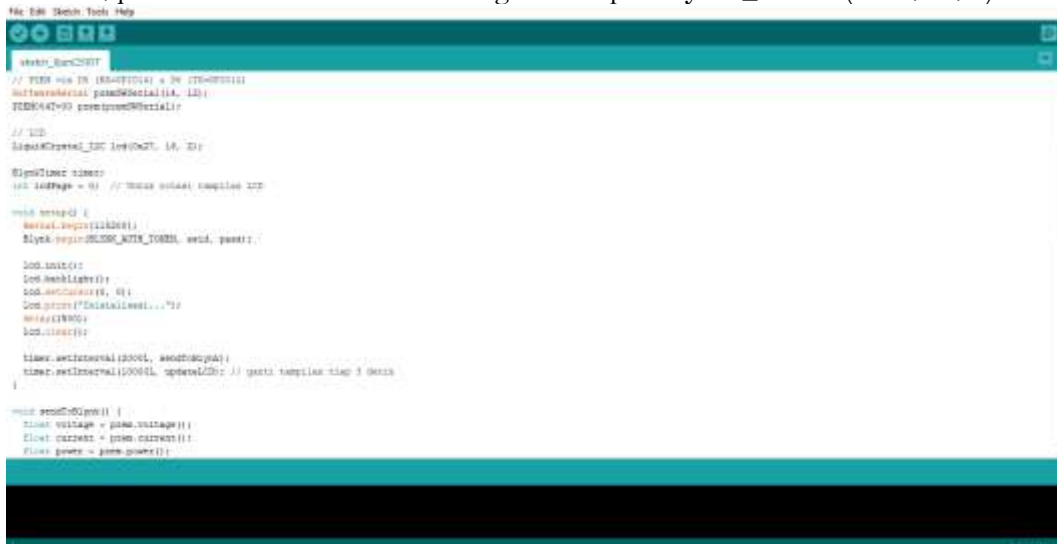 File Edit Sketch Tools Help
// PZEM via D5 (RX=GPIO14) & D6 (TX=GPIO12)
SoftwareSerial pzemSWSerial(14, 12);
PZEM004Tv30 pzem(pzemSWSerial);
// LCD
LiquidCrystal_I2C lcd(0x27, 16, 2);
BlynkTimer timer;
int lcdPage = 0; // Untuk rotasi tampilan LCD
void setup() {
Serial.begin(115200);
Blynk.begin(BLYNK_AUTH_TOKEN, ssid, pass);
lcd.init();
lcd.backlight();
lcd.setCursor(0, 0);
lcd.print("Inisialisasi...");
delay(1500);
lcd.clear();
timer.setInterval(2000L, sendToBlynk);
timer.setInterval(10000L, updateLCD); // ganti tampilan tiap 3 detik
}
void sendToBlynk() {
float voltage = pzem.voltage();
float current = pzem.current();
float power = pzem.power();